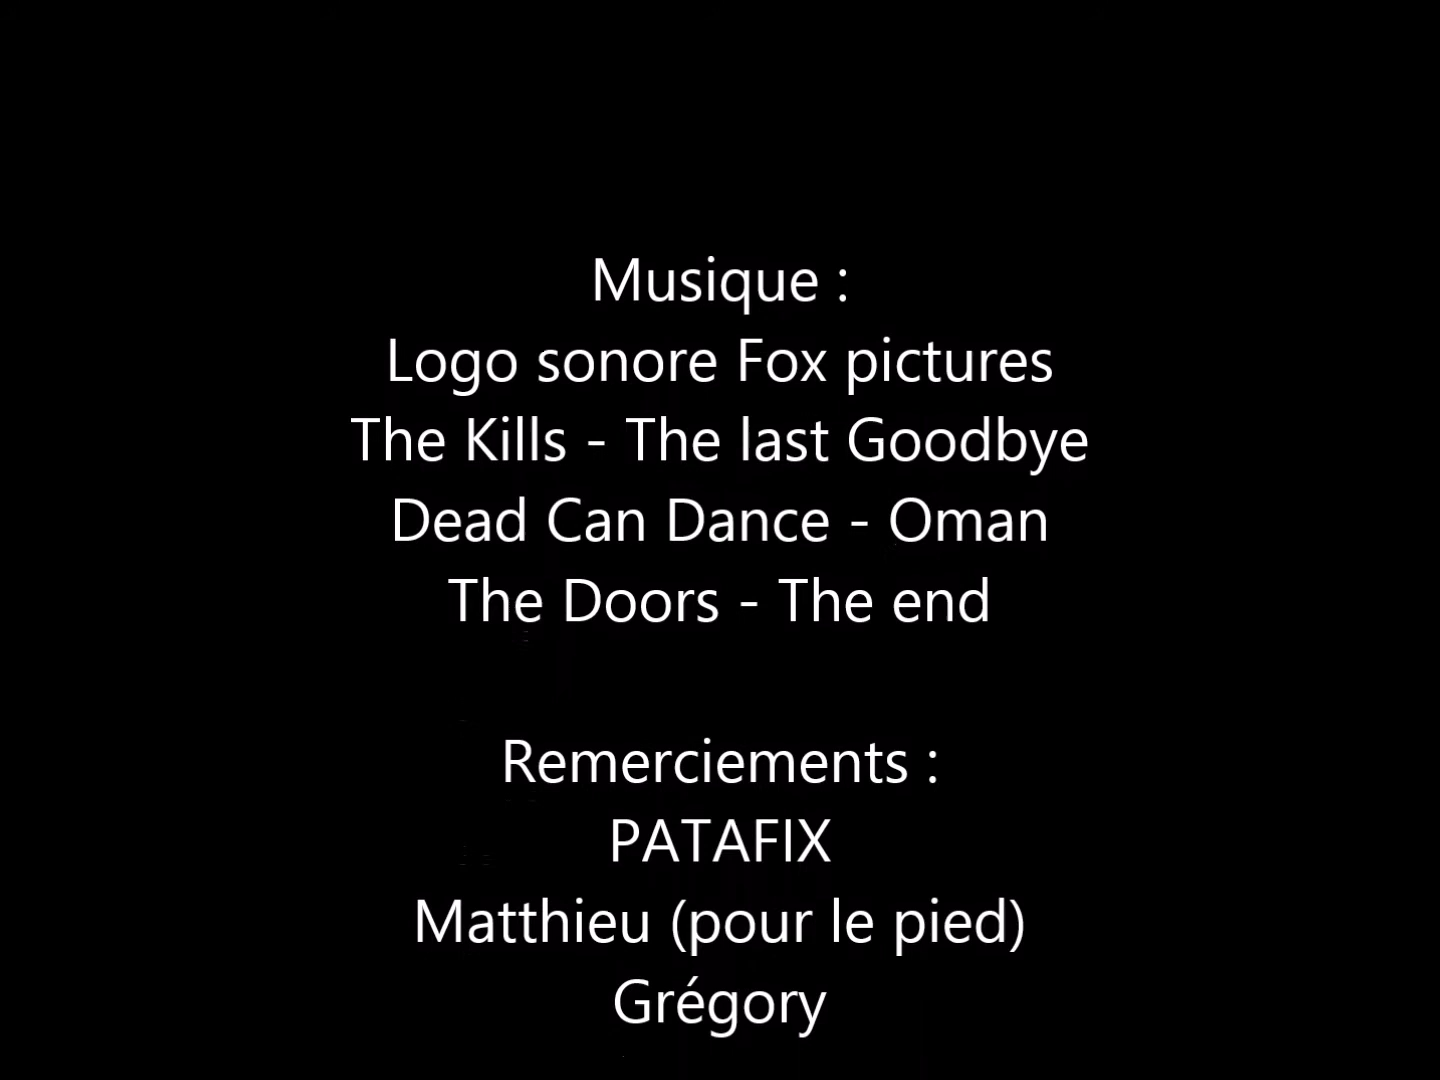 Musique :
Logo sonore Fox pictures
The Kills - The last Goodbye
Dead Can Dance - Oman
The Doors - The end
Remerciements :
PATAFIX
Matthieu (pour le pied)
Grégory